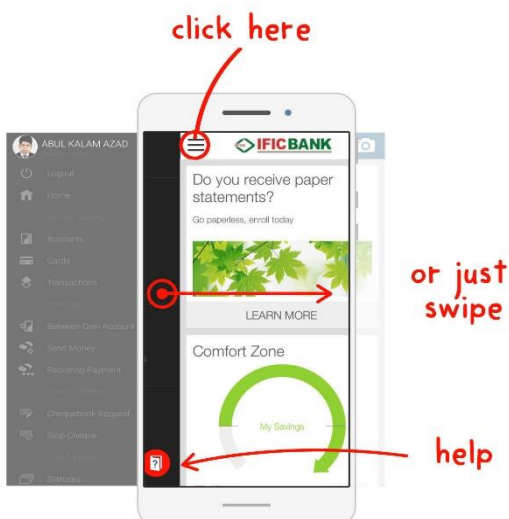 click here
ABUL KALAM AZAD
Logout
Home
Accounts
Cards
Transactions
Between Own Account
Send Money
Recurring Payment
Chequebook Request
Stop Cheque
Statuses
IFIC BANK
Do you receive paper
statements?
Go paperless, enroll today
LEARN MORE
Comfort Zone
My Savings
or just
swipe
help